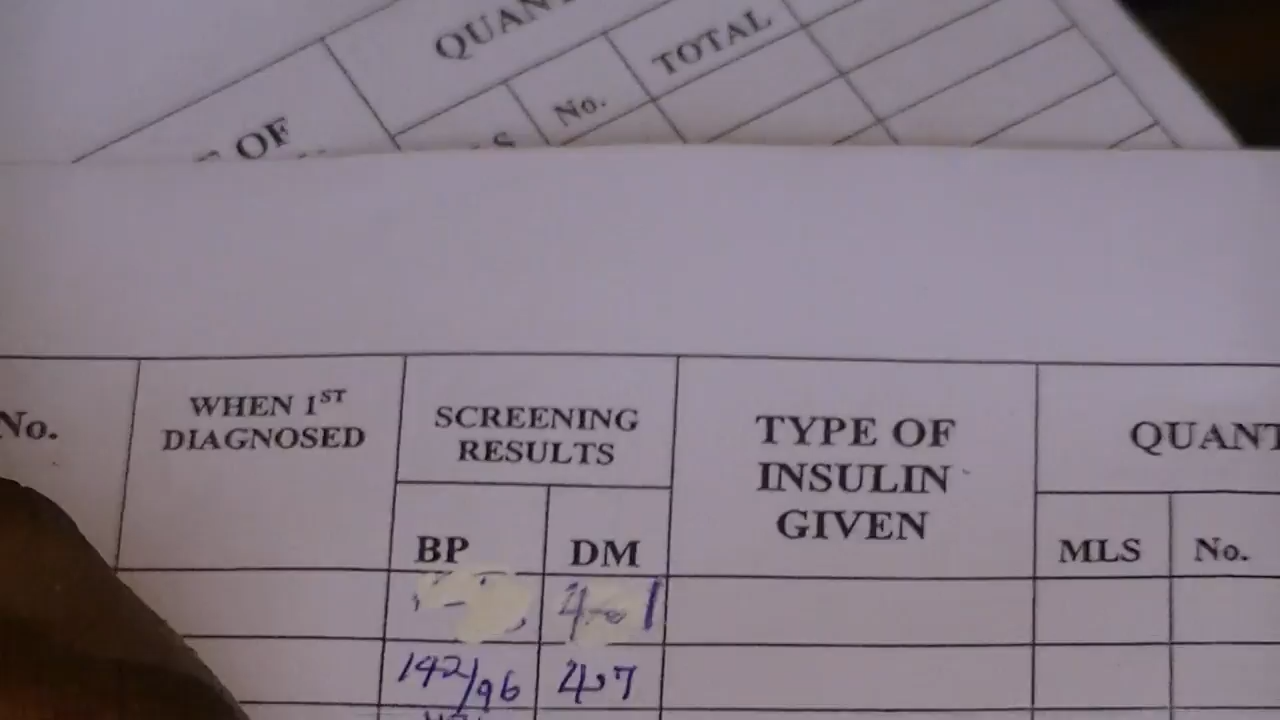 QUAN
TOTAL
No.
OF
No.
WHEN 1ST
DIAGNOSED
SCREENING
RESULTS
BP
DM
TYPE OF
INSULIN
GIVEN
QUANT
MLS
No.
142/96
4.7